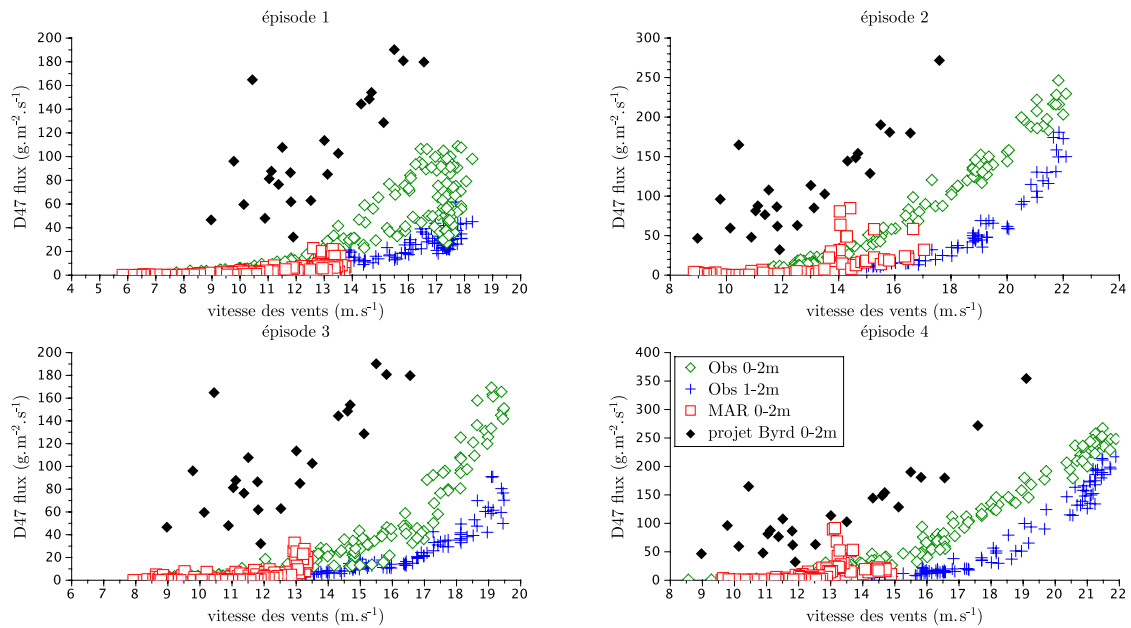 épisode 1
200
180
160
140
120
100
80
60
40
20
0
D47 flux (g.m⁻².s⁻¹)
4 5 6 7 8 9 10 11 12 13 14 15 16 17 18 19 20
vitesse des vents (m.s⁻¹)
épisode 2
300
250
200
150
100
50
0
D47 flux (g.m⁻².s⁻¹)
8 10 12 14 16 18 20 22 24
vitesse des vents (m.s⁻¹)
épisode 3
200
180
160
140
120
100
80
60
40
20
0
D47 flux (g.m⁻².s⁻¹)
6 7 8 9 10 11 12 13 14 15 16 17 18 19 20
vitesse des vents (m.s⁻¹)
épisode 4
400
350
300
250
200
150
100
50
0
D47 flux (g.m⁻².s⁻¹)
Obs 0-2m
Obs 1-2m
MAR 0-2m
projet Byrd 0-2m
8 9 10 11 12 13 14 15 16 17 18 19 20 21 22
vitesse des vents (m.s⁻¹)